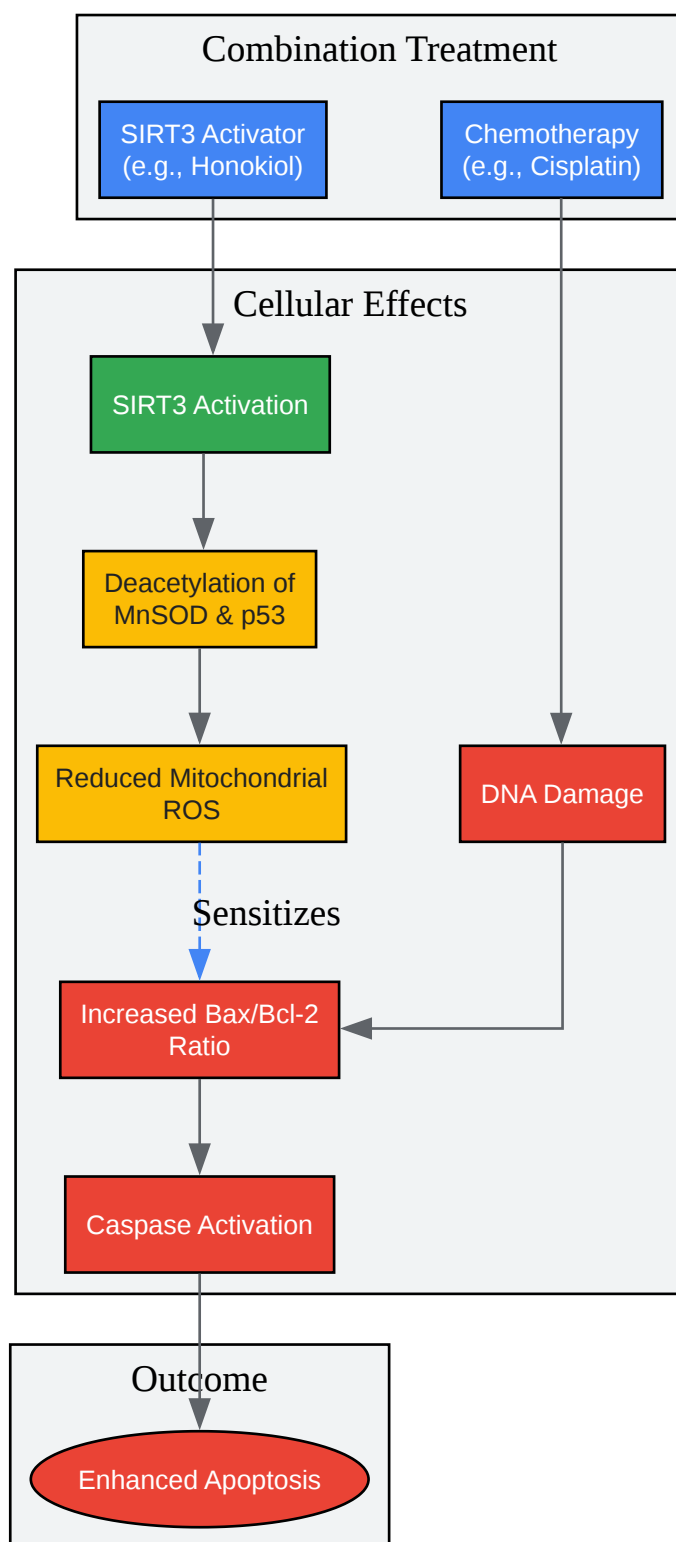 Combination Treatment
SIRT3 Activator
(e.g., Honokiol)
Chemotherapy
(e.g., Cisplatin)
Cellular Effects
SIRT3 Activation
Deacetylation of
MnSOD & p53
Reduced Mitochondrial
ROS
DNA Damage
Sensitizes
Increased Bax/Bcl-2
Ratio
Caspase Activation
Outcome
Enhanced Apoptosis